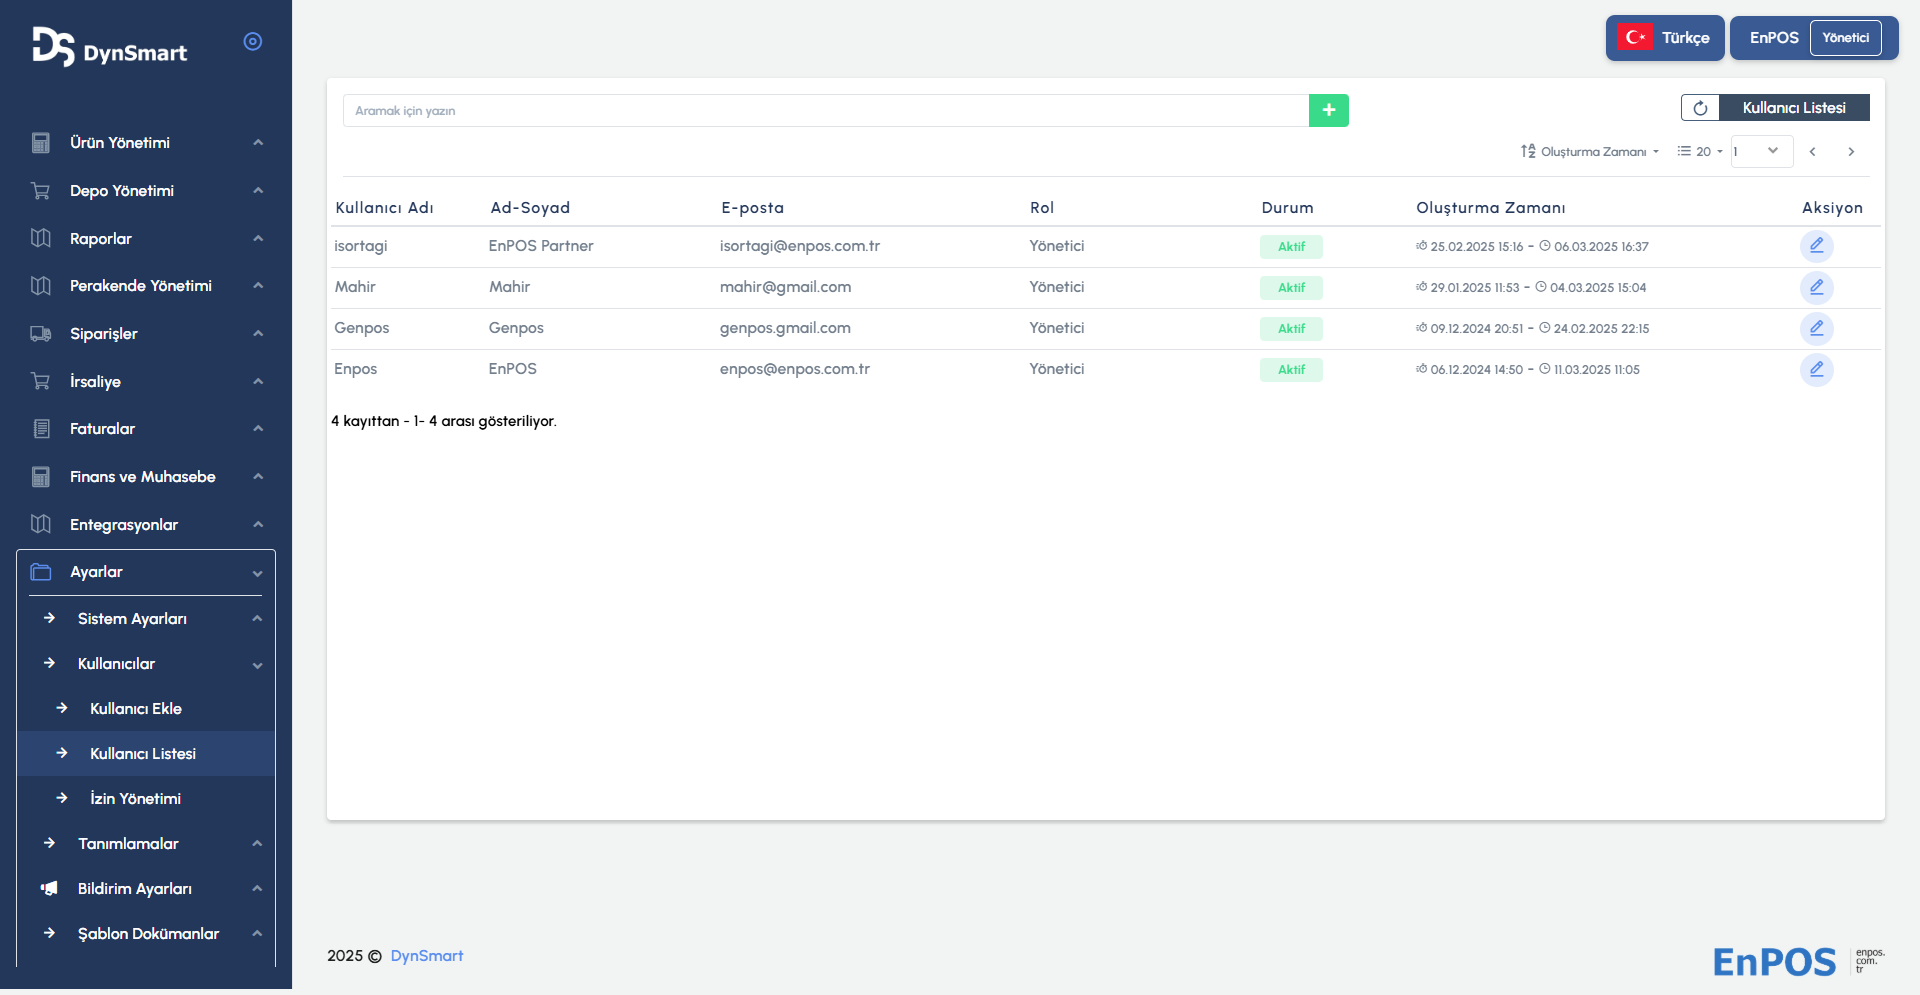 DS DynSmart
Türkçe
EnPOS Yönetici
Ürün Yönetimi
Depo Yönetimi
Raporlar
Perakende Yönetimi
Siparişler
İrsaliye
Faturalar
Finans ve Muhasebe
Entegrasyonlar
Ayarlar
Sistem Ayarları
Kullanıcılar
Kullanıcı Ekle
Kullanıcı Listesi
İzin Yönetimi
Tanımlamalar
Bildirim Ayarları
Şablon Dokümanlar
Aramak için yazın
+
Kullanıcı Listesi
Oluşturma Zamanı 20 1
Kullanıcı Adı Ad-Soyad E-posta Rol Durum Oluşturma Zamanı Aksiyon
isortagi EnPOS Partner isortagi@enpos.com.tr Yönetici Aktif 25.02.2025 15:16 - 06.03.2025 16:37
Mahir Mahir mahir@gmail.com Yönetici Aktif 29.01.2025 11:53 - 04.03.2025 15:04
Genpos Genpos genpos.gmail.com Yönetici Aktif 09.12.2024 20:51 - 24.02.2025 22:15
Enpos EnPOS enpos@enpos.com.tr Yönetici Aktif 06.12.2024 14:50 - 11.03.2025 11:05
4 kayıttan - 1- 4 arası gösteriliyor.
2025 © DynSmart
EnPOS
enpos.
com.
tr